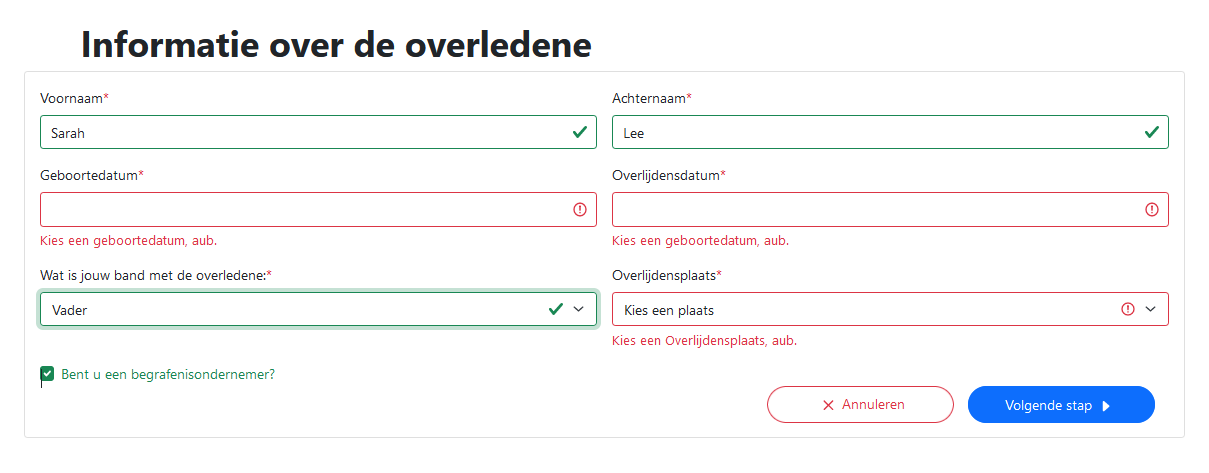 Informatie over de overledene
Voornaam*
Achternaam*
Sarah
Lee
Geboortedatum*
Overlijdensdatum*
Kies een geboortedatum, aub.
Kies een geboortedatum, aub.
Wat is jouw band met de overledene:*
Overlijdensplaats*
Vader
Kies een plaats
Kies een Overlijdensplaats, aub.
Bent u een begrafenisondernemer?
Annuleren
Volgende stap